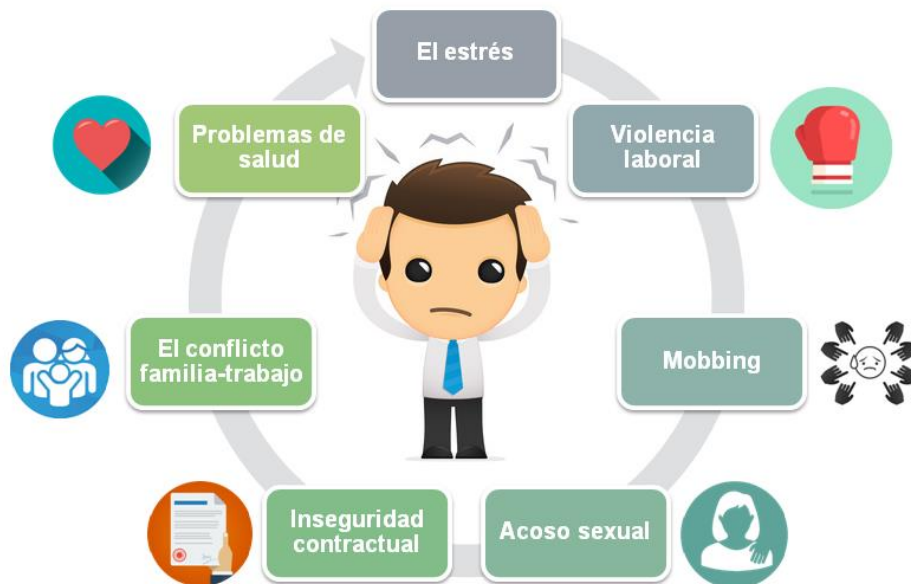 El estrés
Violencia
laboral
Mobbing
Acoso sexual
Inseguridad
contractual
El conflicto
familia-trabajo
Problemas de
salud